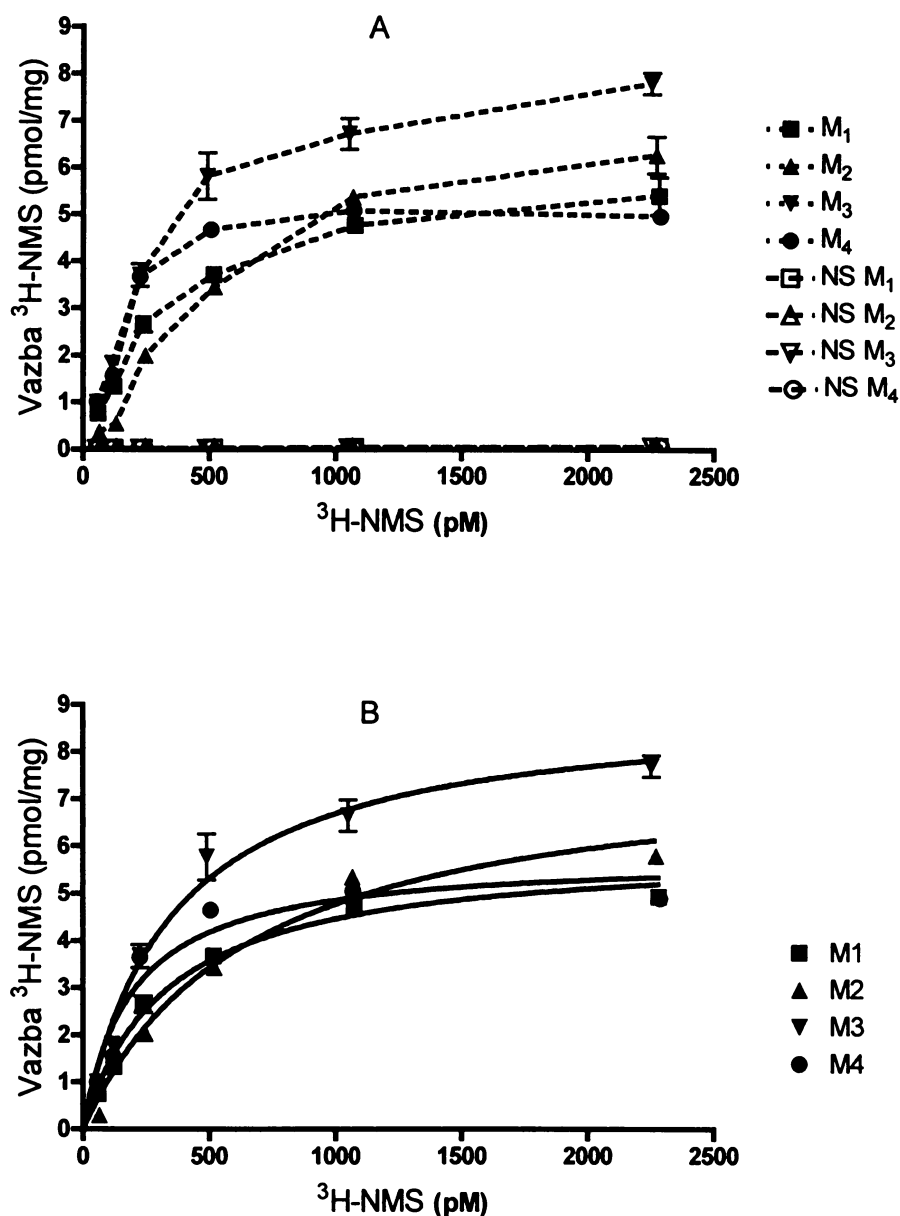 A
9
8
7
6
5
4
3
2
1
0
Vazba ³H-NMS (pmol/mg)
0 500 1000 1500 2000 2500
³H-NMS (pM)
M₁
M₂
M₃
M₄
NS M₁
NS M₂
NS M₃
NS M₄
B
9
8
7
6
5
4
3
2
1
0
Vazba ³H-NMS (pmol/mg)
0 500 1000 1500 2000 2500
³H-NMS (pM)
M1
M2
M3
M4